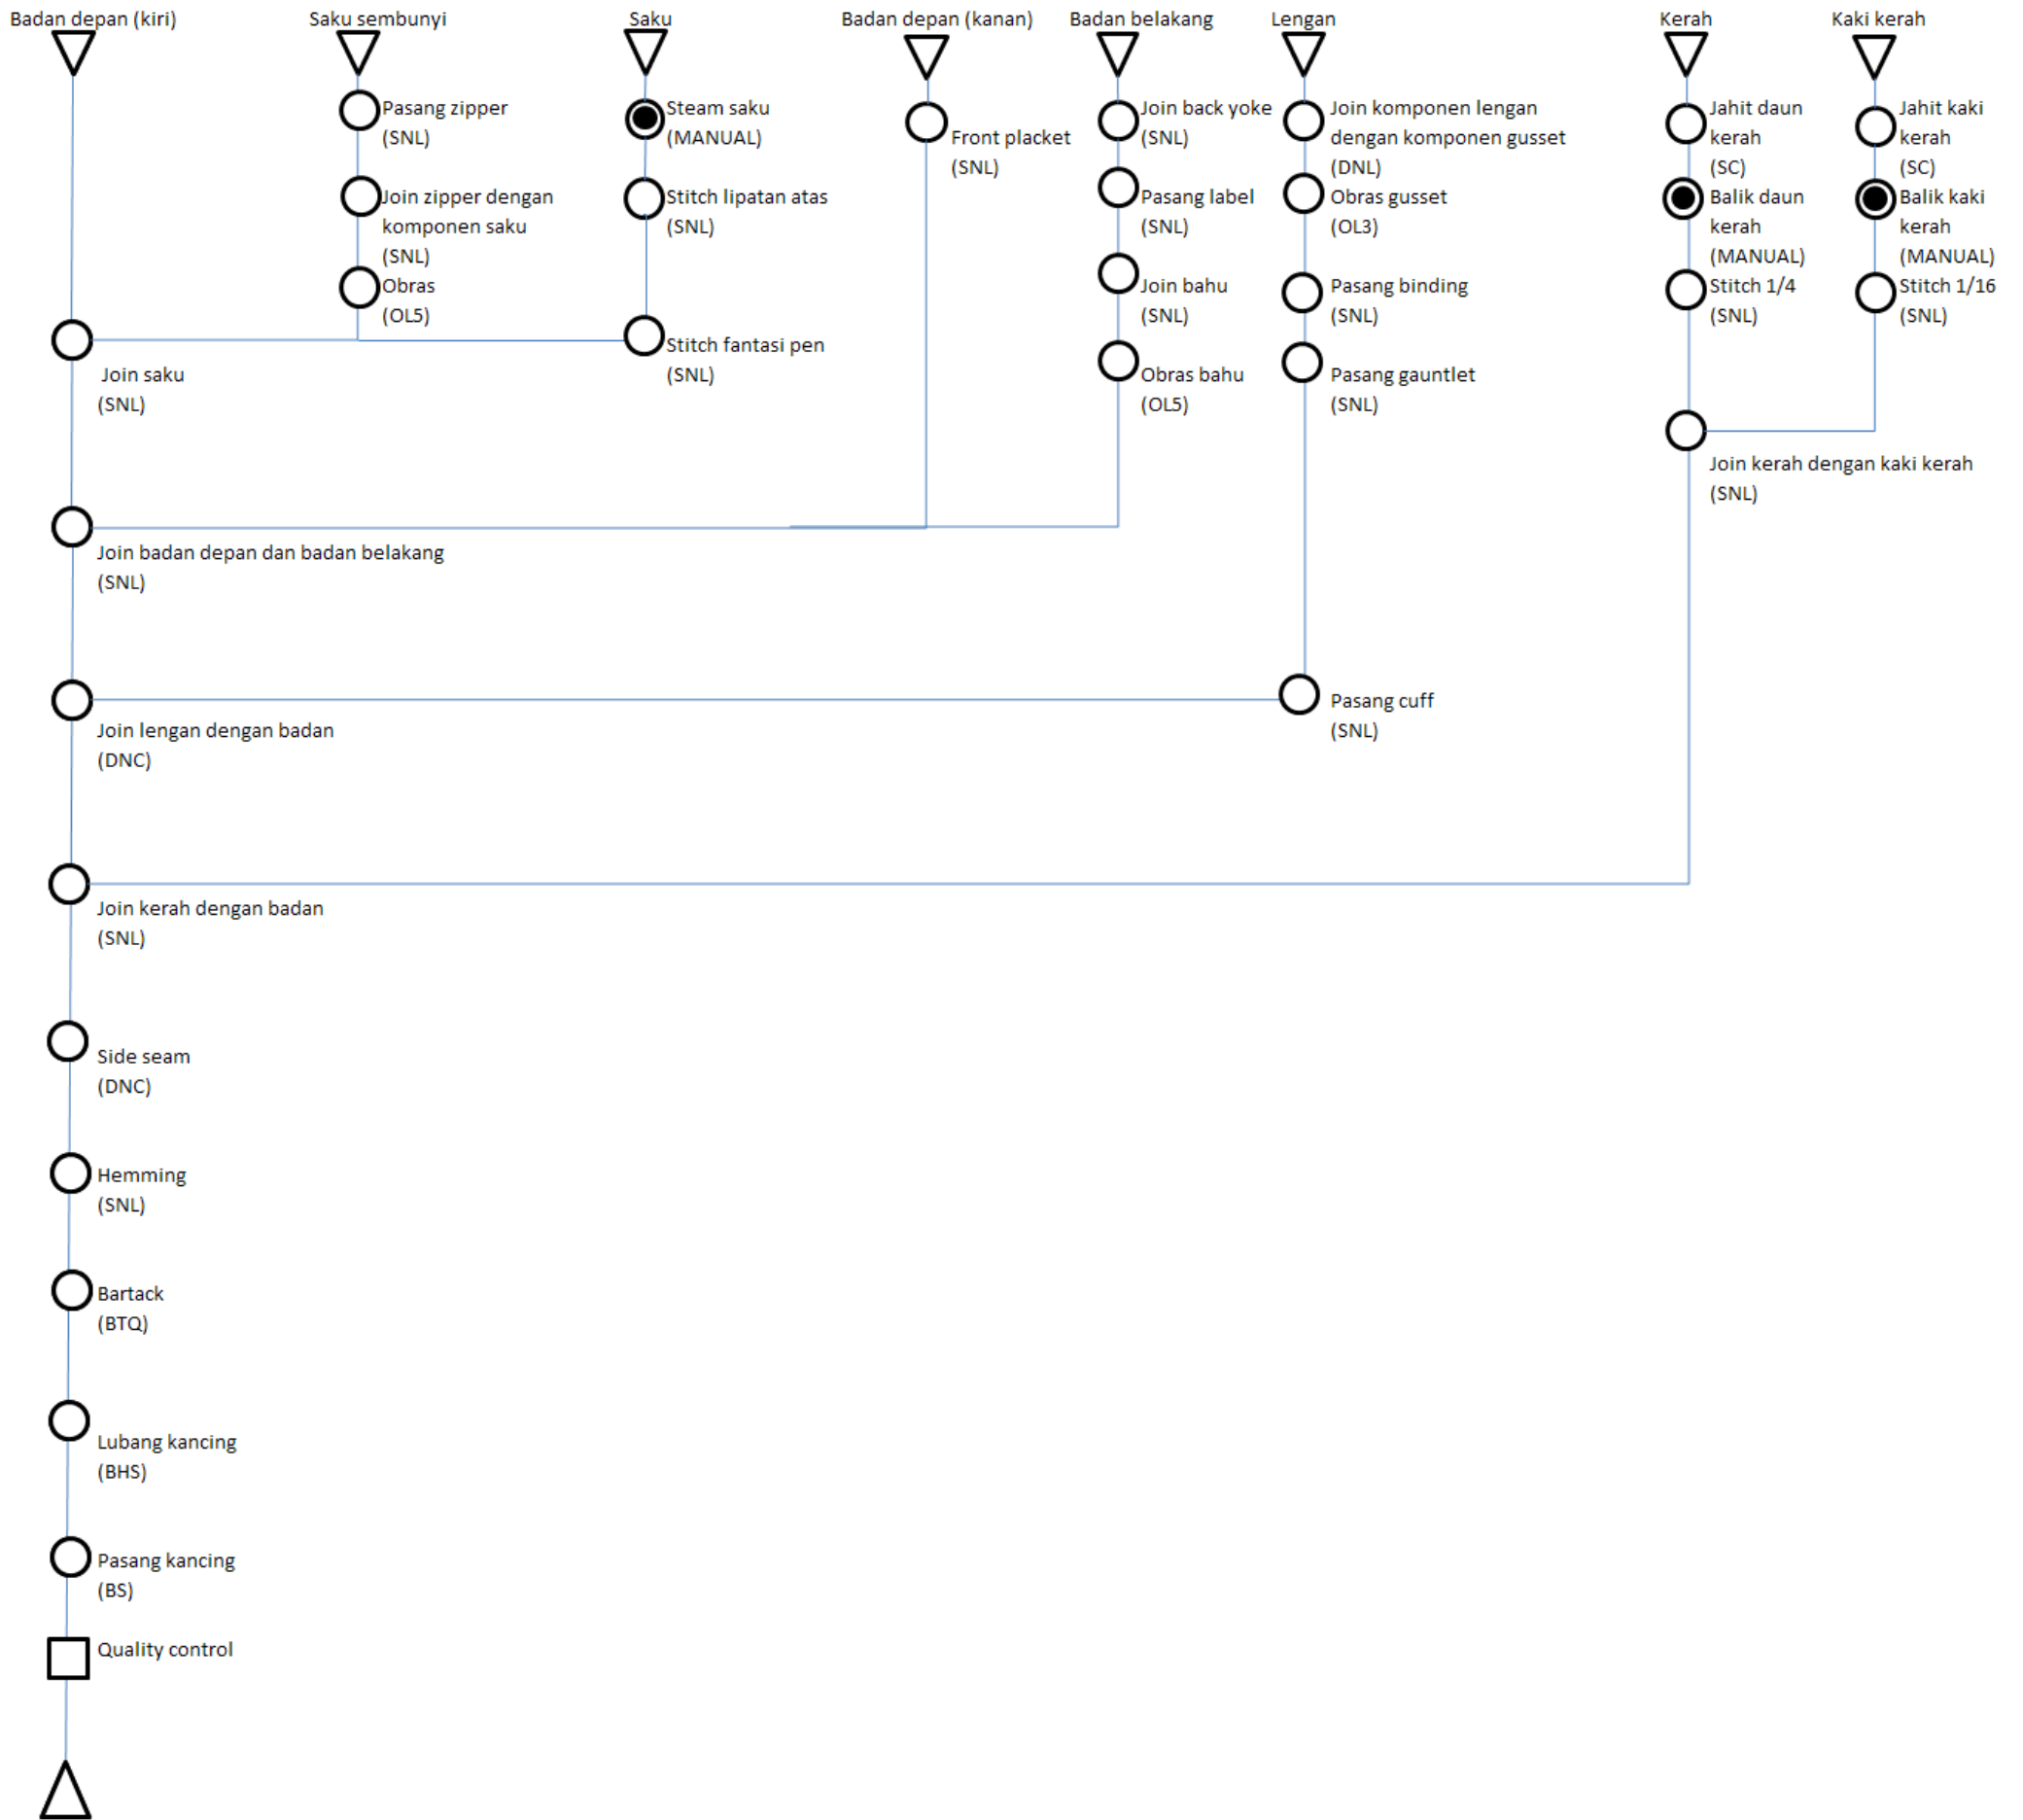 Badan depan (kiri)
Saku sembunyi
Saku
Badan depan (kanan)
Badan belakang
Lengan
Kerah
Kaki kerah
Pasang zipper
(SNL)
Join zipper dengan
komponen saku
(SNL)
Obras
(OL5)
Steam saku
(MANUAL)
Stitch lipatan atas
(SNL)
Stitch fantasi pen
(SNL)
Front placket
(SNL)
Join back yoke
(SNL)
Pasang label
(SNL)
Join bahu
(SNL)
Obras bahu
(OL5)
Join komponen lengan
dengan komponen gusset
(DNL)
Obras gusset
(OL3)
Pasang binding
(SNL)
Pasang gauntlet
(SNL)
Pasang cuff
(SNL)
Jahit daun
kerah
(SC)
Balik daun
kerah
(MANUAL)
Stitch 1/4
(SNL)
Jahit kaki
kerah
(SC)
Balik kaki
kerah
(MANUAL)
Stitch 1/16
(SNL)
Join kerah dengan kaki kerah
(SNL)
Join saku
(SNL)
Join badan depan dan badan belakang
(SNL)
Join lengan dengan badan
(DNC)
Join kerah dengan badan
(SNL)
Side seam
(DNC)
Hemming
(SNL)
Bartack
(BTQ)
Lubang kancing
(BHS)
Pasang kancing
(BS)
Quality control